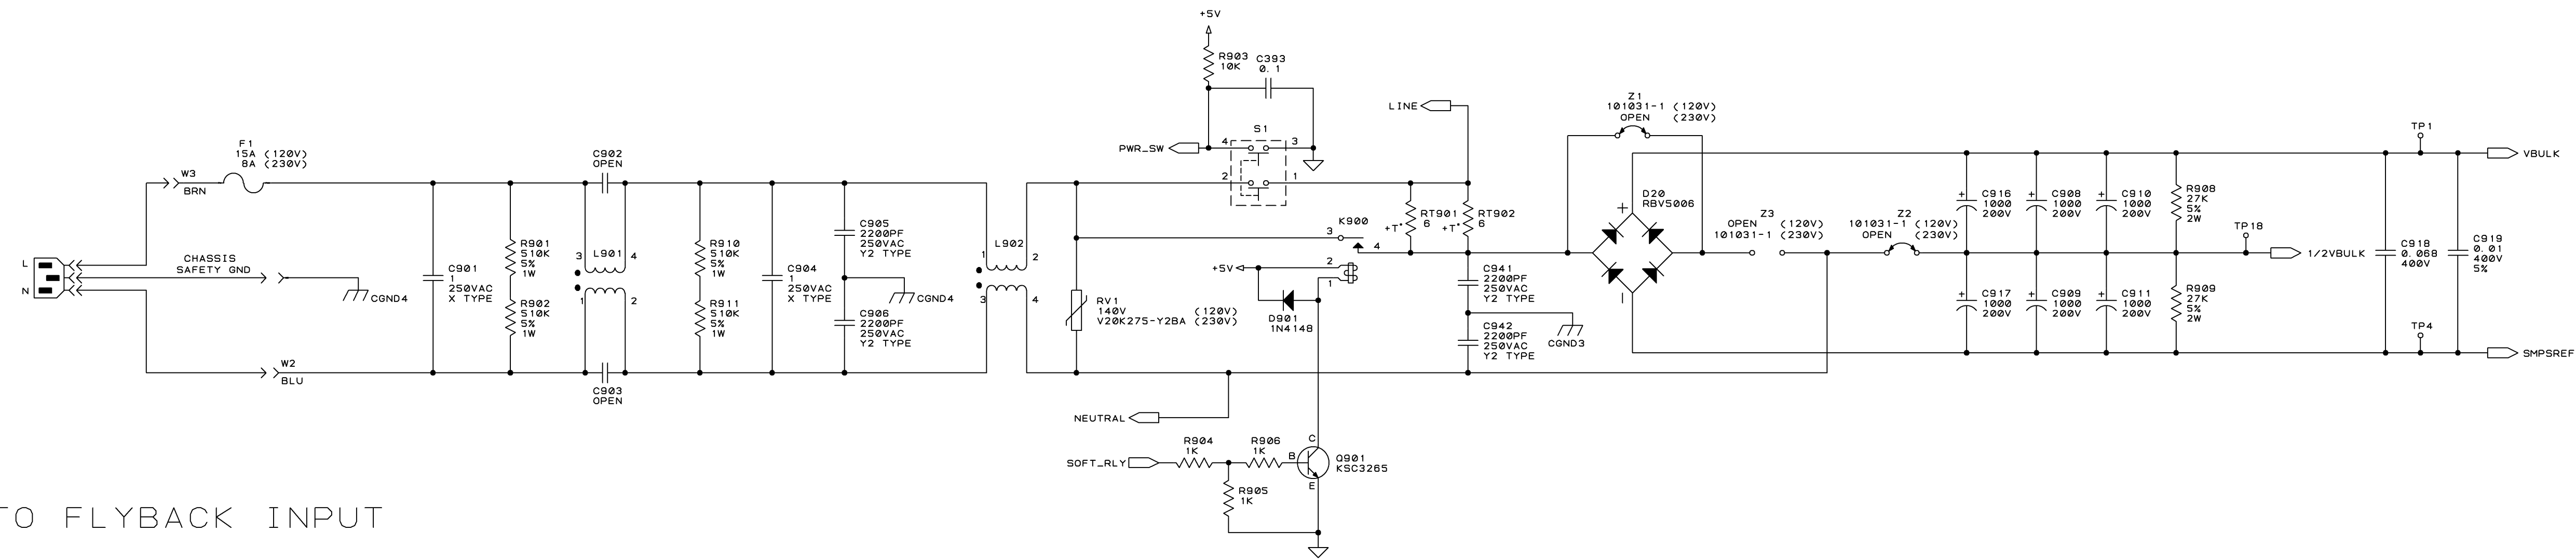 +5V
R903
10K
C393
0.1
LINE
Z1
101031-1 (120V)
OPEN (230V)
S1
PWR_SW
4
3
2
1
TP1
VBULK
F1
15A (120V)
8A (230V)
W3
BRN
C902
OPEN
L
N
CHASSIS
SAFETY GND
CGND4
C901
1
250VAC
X TYPE
R901
510K
5%
1W
R902
510K
5%
1W
3
L901
4
1
2
R910
510K
5%
1W
R911
510K
5%
1W
C904
1
250VAC
X TYPE
C905
2200PF
250VAC
Y2 TYPE
CGND4
C906
2200PF
250VAC
Y2 TYPE
L902
1
2
3
4
RV1
140V (120V)
V20K275-Y2BA (230V)
K900
3
4
+5V
2
1
D901
1N4148
RT901
6
+T°
RT902
6
+T°
C941
2200PF
250VAC
Y2 TYPE
C942
2200PF
250VAC
Y2 TYPE
CGND3
D20
RBV5006
+
−
Z3
OPEN (120V)
101031-1 (230V)
Z2
101031-1 (120V)
OPEN (230V)
+
C916
1000
200V
+
C908
1000
200V
+
C910
1000
200V
R908
27K
5%
2W
TP18
1/2VBULK
+
C917
1000
200V
+
C909
1000
200V
+
C911
1000
200V
R909
27K
5%
2W
C918
0.068
400V
C919
0.01
400V
5%
TP4
SMPSREF
W2
BLU
C903
OPEN
NEUTRAL
SOFT_RLY
R904
1K
R906
1K
R905
1K
C
B
E
Q901
KSC3265
TO FLYBACK INPUT